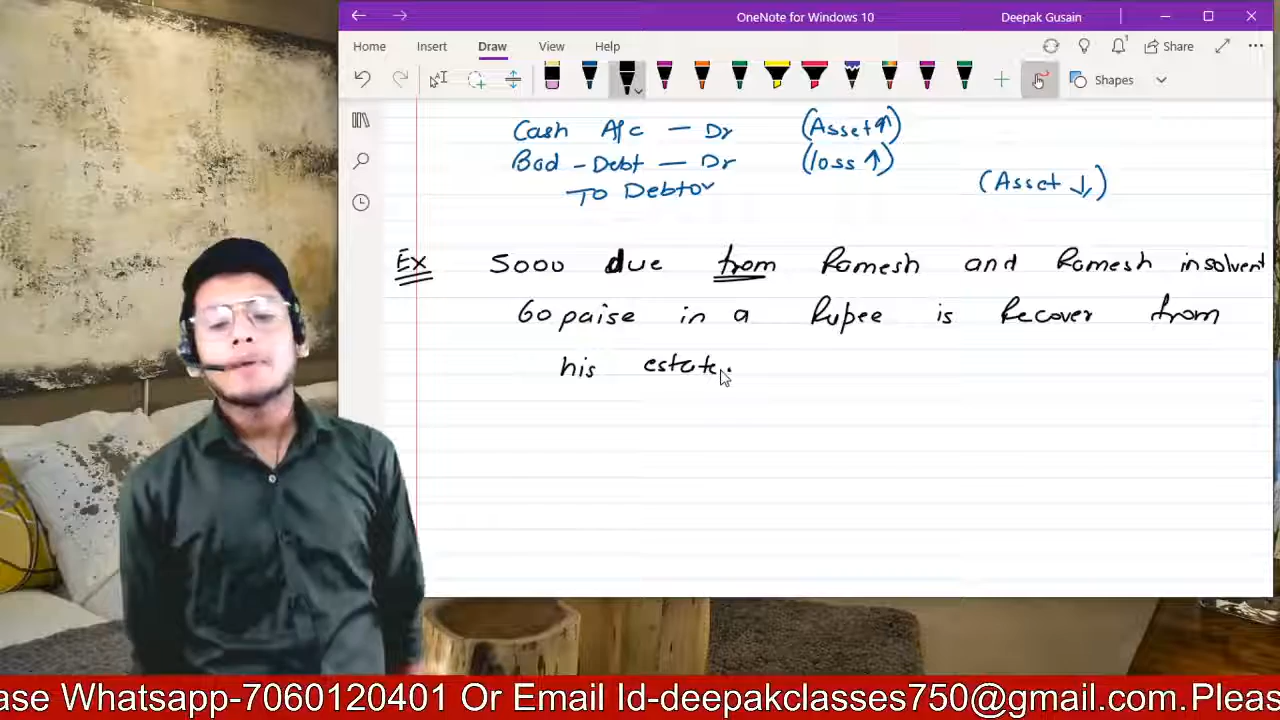 OneNote for Windows 10
Deepak Gusain
Home Insert Draw View Help
Share
Shapes
Cash A/c — Dr (Asset ↑)
Bad - Debt — Dr (loss ↑)
To Debtor (Asset ↓)
Ex 5000 due from Ramesh and Ramesh insolvent
60 paise in a Rupee is Recover from
his estate.
ase Whatsapp-7060120401 Or Email Id-deepakclasses750@gmail.com.Pleas